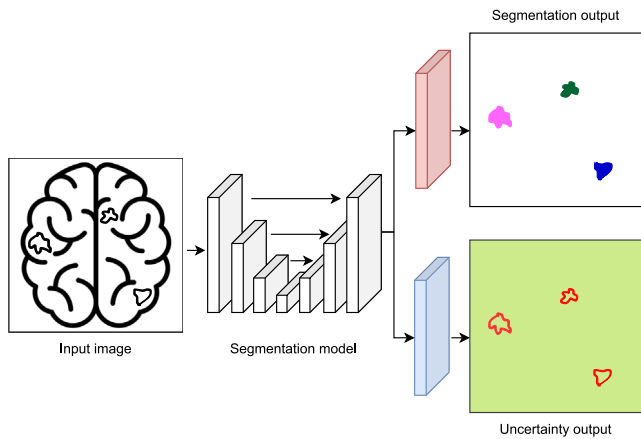 Segmentation output
Input image
Segmentation model
Uncertainty output